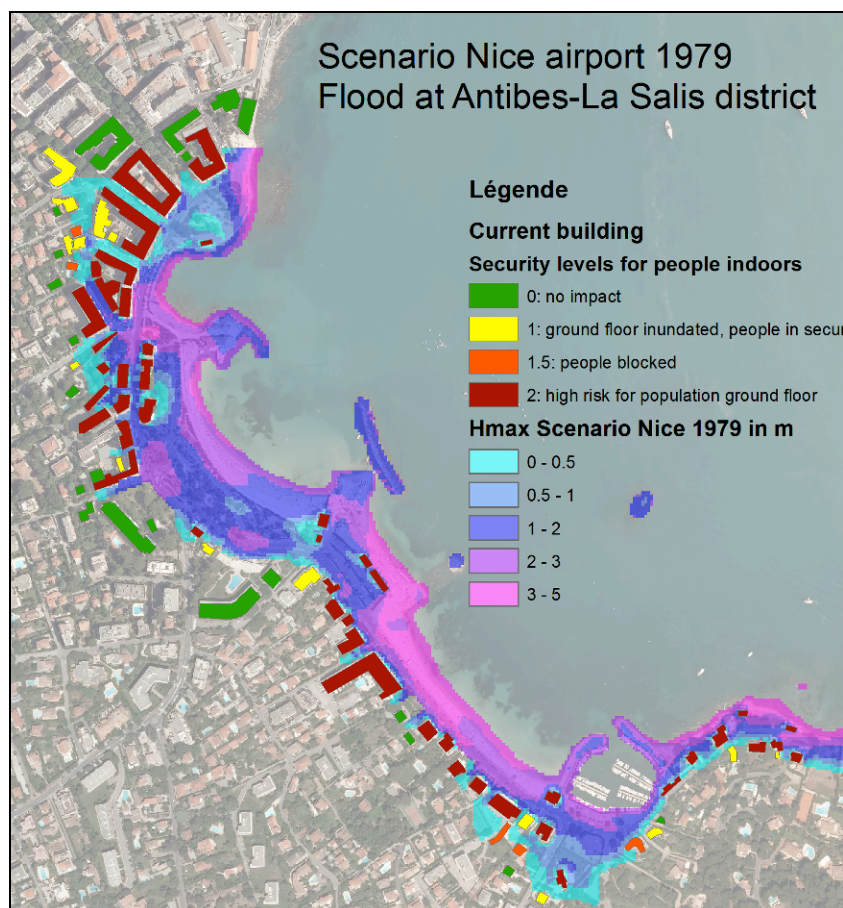 Scenario Nice airport 1979
Flood at Antibes-La Salis district
Légende
Current building
Security levels for people indoors
0: no impact
1: ground floor inundated, people in secur
1.5: people blocked
2: high risk for population ground floor
Hmax Scenario Nice 1979 in m
0 - 0.5
0.5 - 1
1 - 2
2 - 3
3 - 5